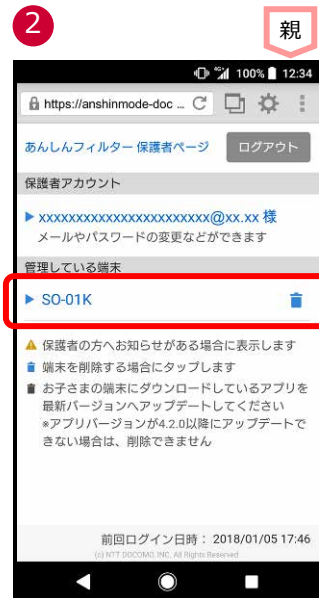 2
親
100% 12:34
https://anshinmode-doc ...
あんしんフィルター 保護者ページ
ログアウト
保護者アカウント
xxxxxxxxxxxxxxxxxxxxxxx@xx.xx 様
メールやパスワードの変更などができます
管理している端末
SO-01K
保護者の方へお知らせがある場合に表示します
端末を削除する場合にタップします
お子さまの端末にダウンロードしているアプリを
最新バージョンへアップデートしてください
※アプリバージョンが4.2.0以降にアップデートで
きない場合は、削除できません
前回ログイン日時： 2018/01/05 17:46
(c) NTT DOCOMO, INC. All Rights Reserved